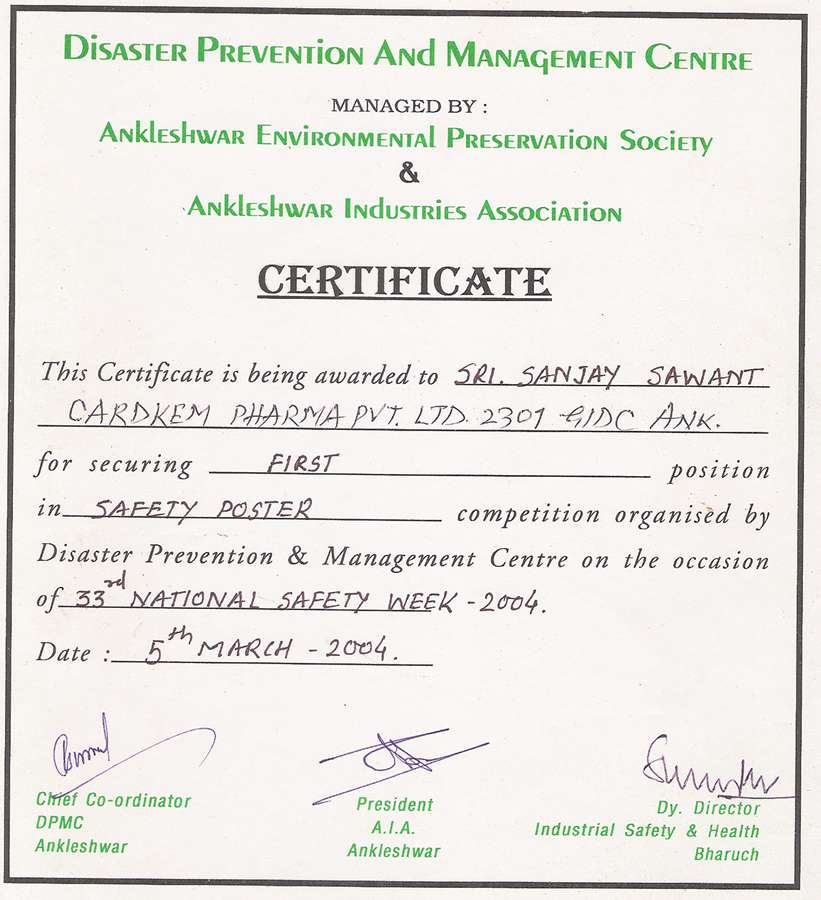 Disaster Prevention And Management Centre
MANAGED BY :
Ankleshwar Environmental Preservation Society
&
Ankleshwar Industries Association
CERTIFICATE
This Certificate is being awarded to SRI. SANJAY SAWANT
CARDKEM PHARMA PVT. LTD. 2301 GIDC ANK.
for securing FIRST position
in SAFETY POSTER competition organised by
Disaster Prevention & Management Centre on the occasion
of 33rd NATIONAL SAFETY WEEK - 2004.
Date : 5th MARCH - 2004.
Chief Co-ordinator
DPMC
Ankleshwar
President
A.I.A.
Ankleshwar
Dy. Director
Industrial Safety & Health
Bharuch